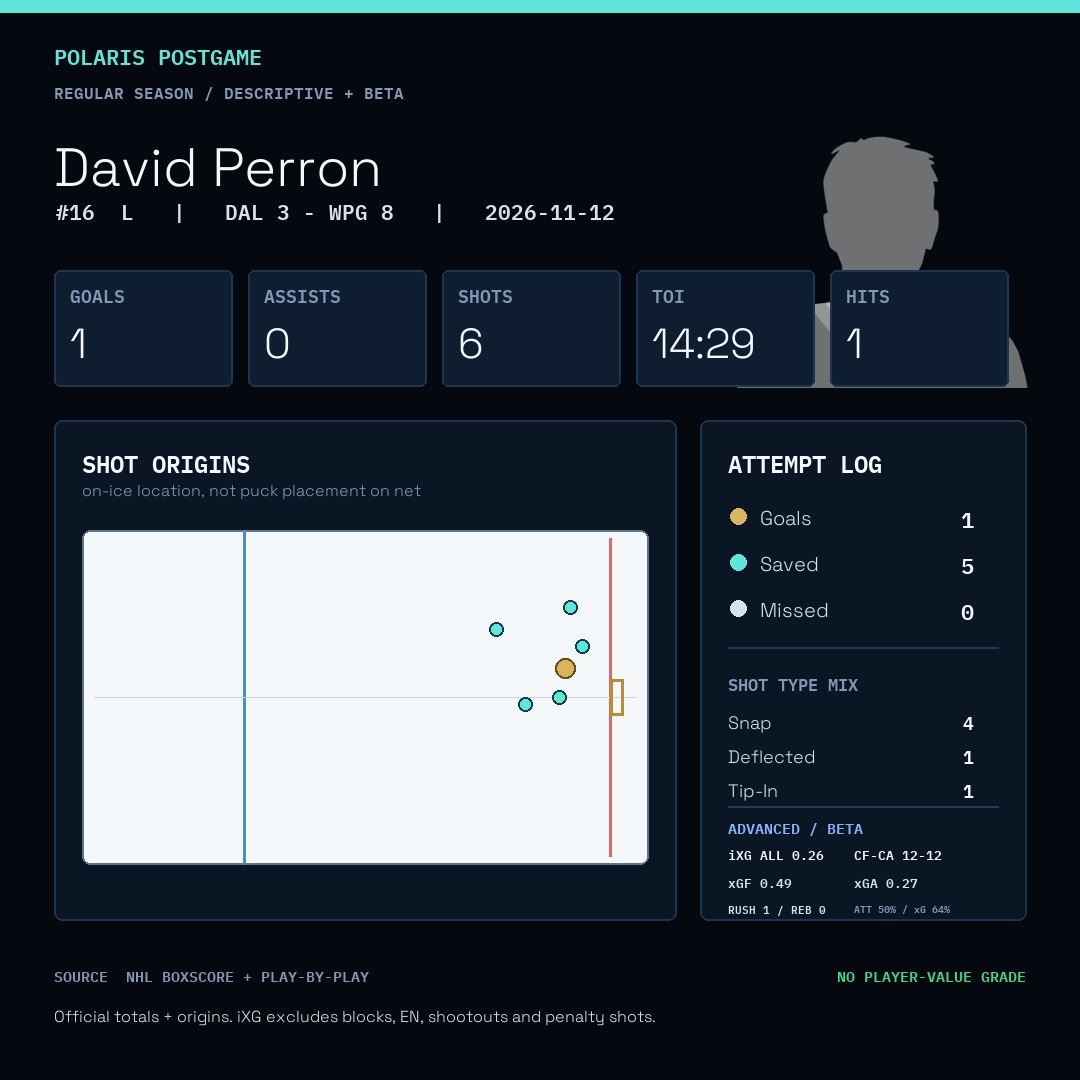 POLARIS POSTGAME
REGULAR SEASON / DESCRIPTIVE + BETA
David Perron
#16 L | DAL 3 - WPG 8 | 2026-11-12
GOALS ASSISTS SHOTS TOI HITS
1 0 6 14:29 1
SHOT ORIGINS
on-ice location, not puck placement on net
ATTEMPT LOG
Goals 1
Saved 5
Missed 0
SHOT TYPE MIX
Snap 4
Deflected 1
Tip-In 1
ADVANCED / BETA
iXG ALL 0.26 CF-CA 12-12
xGF 0.49 xGA 0.27
RUSH 1 / REB 0 ATT 50% / xG 64%
SOURCE NHL BOXSCORE + PLAY-BY-PLAY
NO PLAYER-VALUE GRADE
Official totals + origins. iXG excludes blocks, EN, shootouts and penalty shots.